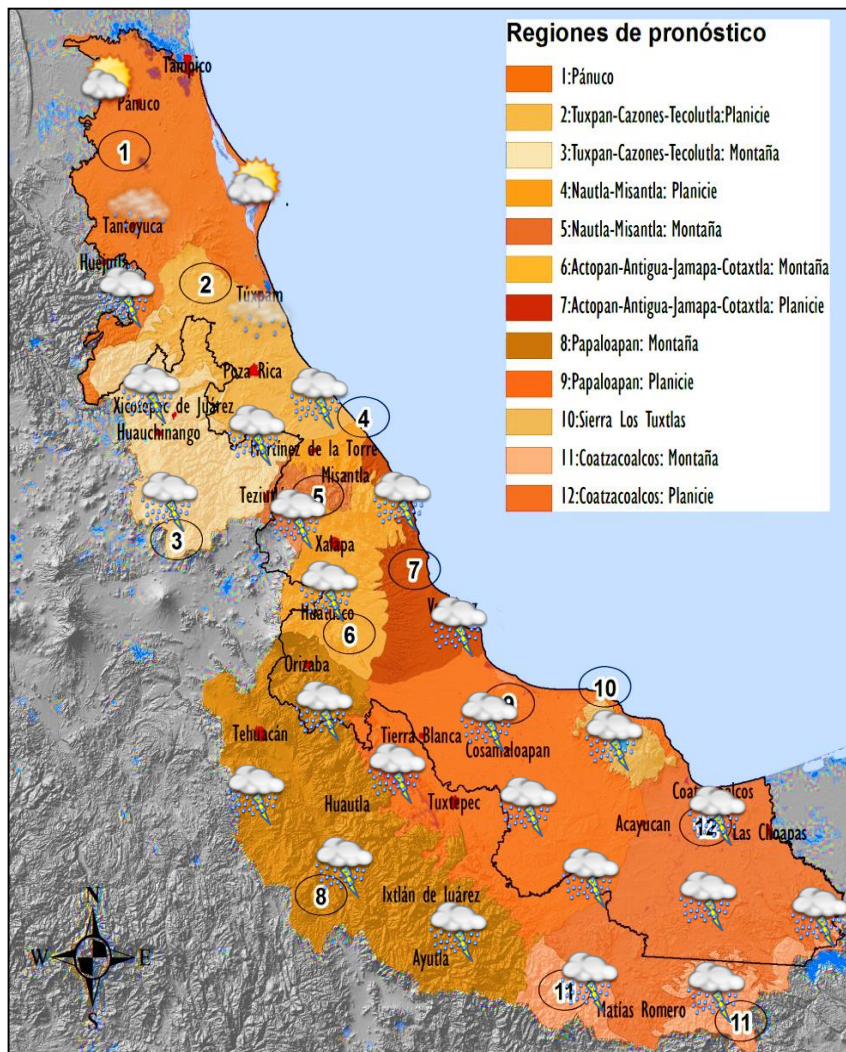 Regiones de pronóstico
1:Pánuco
2:Tuxpan-Cazones-Tecolutla:Planicie
3:Tuxpan-Cazones-Tecolutla: Montaña
4:Nautla-Misantla: Planicie
5:Nautla-Misantla: Montaña
6:Actopan-Antigua-Jamapa-Cotaxtla: Montaña
7:Actopan-Antigua-Jamapa-Cotaxtla: Planicie
8:Papaloapan: Montaña
9:Papaloapan: Planicie
10:Sierra Los Tuxtlas
11:Coatzacoalcos: Montaña
12:Coatzacoalcos: Planicie
Tampico
Pánuco
1
Tantoyuca
Huejutla
2
Túxpam
Poza Rica
Xicotepec de Juárez
4
Huauchinango
Martínez de la Torre
Misantla
5
3
Xalapa
7
Huatusco
6
Orizaba
10
9
Tehuacán
Tierra Blanca
Cosamaloapan
Huautla
Tuxtepec
Acayucan
12
Las Choapas
8
Ixtlán de Juárez
Ayutla
11
Matías Romero
11
N
W
E
S